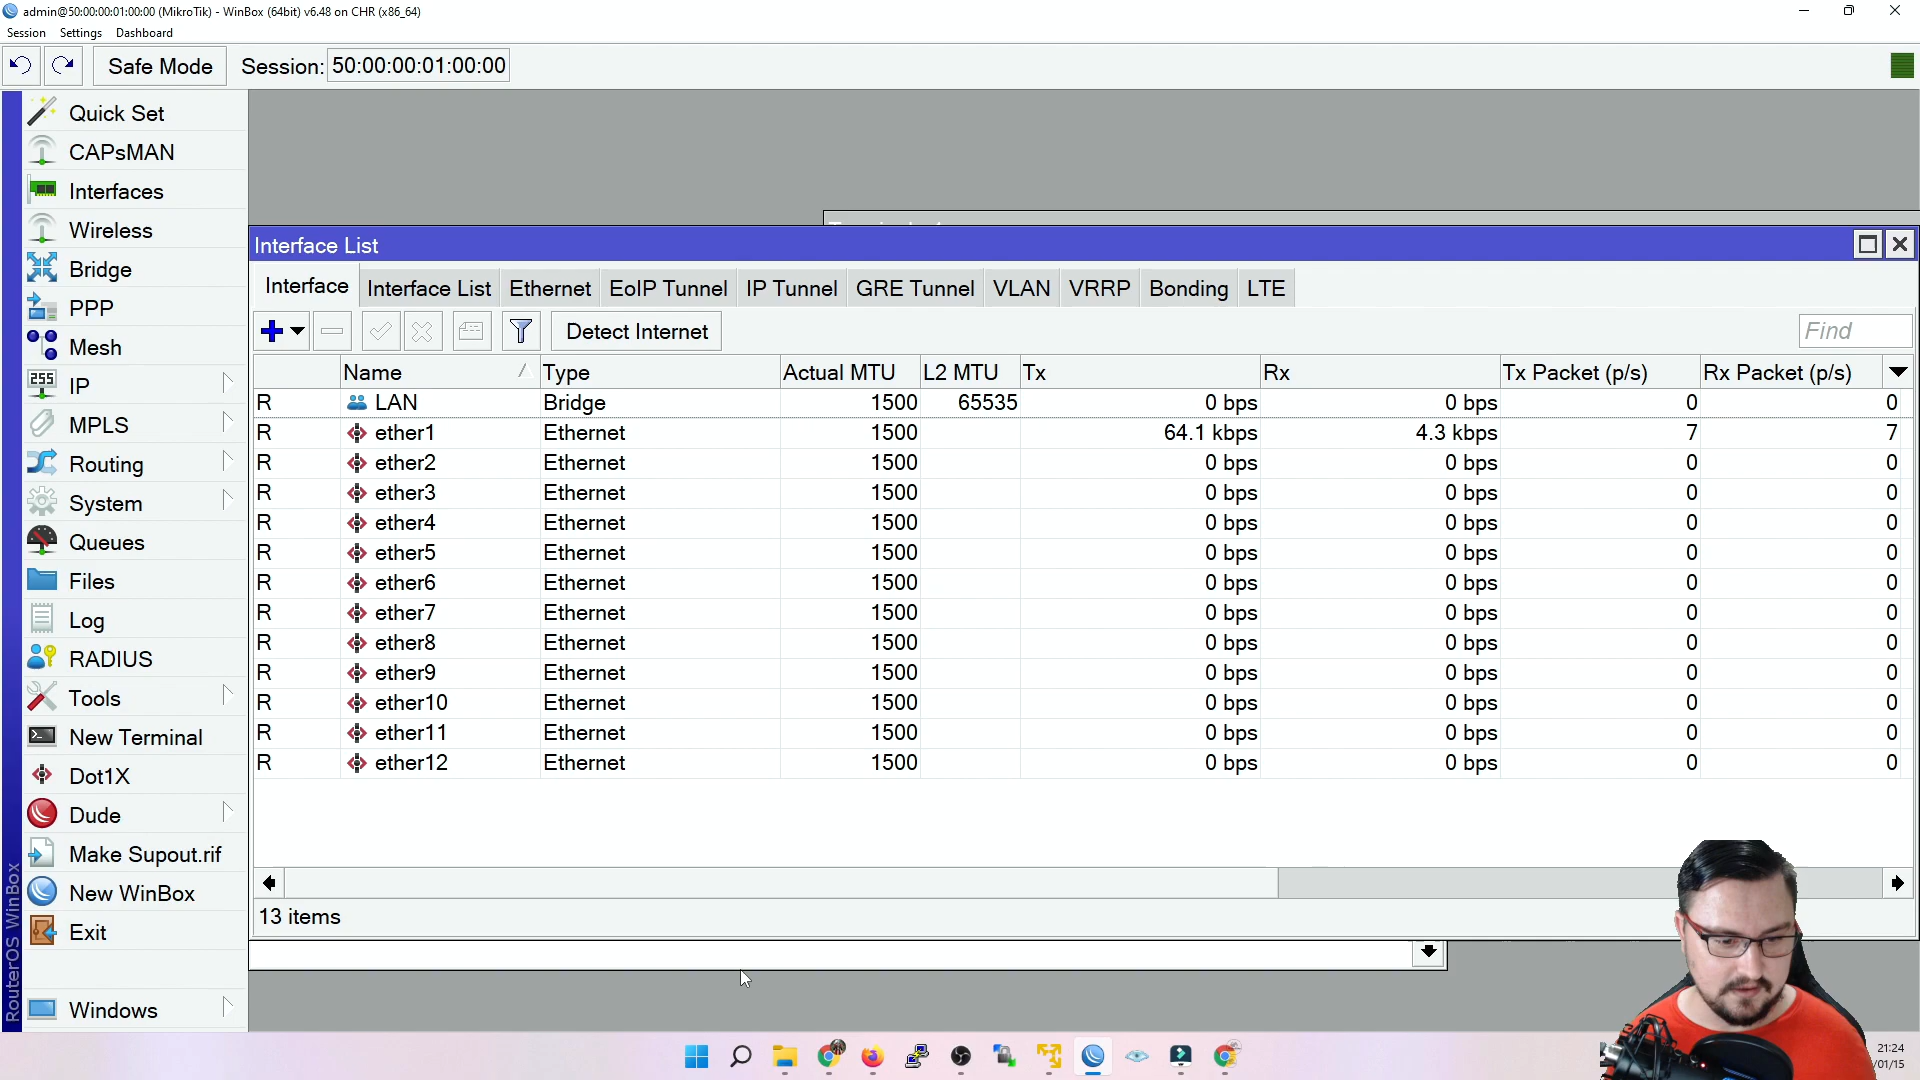 admin@50:00:00:01:00:00 (MikroTik) - WinBox (64bit) v6.48 on CHR (x86_64)
Session Settings Dashboard
Safe Mode Session: 50:00:00:01:00:00
Quick Set
CAPsMAN
Interfaces
Wireless
Bridge
PPP
Mesh
255 IP
MPLS
Routing
System
Queues
Files
Log
RADIUS
Tools
New Terminal
Dot1X
Dude
Make Supout.rif
New WinBox
Exit
Windows
RouterOS WinBox
Interface List
Interface Interface List Ethernet EoIP Tunnel IP Tunnel GRE Tunnel VLAN VRRP Bonding LTE
Detect Internet Find
Name Type Actual MTU L2 MTU Tx Rx Tx Packet (p/s) Rx Packet (p/s)
R LAN Bridge 1500 65535 0 bps 0 bps 0 0
R ether1 Ethernet 1500 64.1 kbps 4.3 kbps 7 7
R ether2 Ethernet 1500 0 bps 0 bps 0 0
R ether3 Ethernet 1500 0 bps 0 bps 0 0
R ether4 Ethernet 1500 0 bps 0 bps 0 0
R ether5 Ethernet 1500 0 bps 0 bps 0 0
R ether6 Ethernet 1500 0 bps 0 bps 0 0
R ether7 Ethernet 1500 0 bps 0 bps 0 0
R ether8 Ethernet 1500 0 bps 0 bps 0 0
R ether9 Ethernet 1500 0 bps 0 bps 0 0
R ether10 Ethernet 1500 0 bps 0 bps 0 0
R ether11 Ethernet 1500 0 bps 0 bps 0 0
R ether12 Ethernet 1500 0 bps 0 bps 0 0
13 items
21:24
/01/15